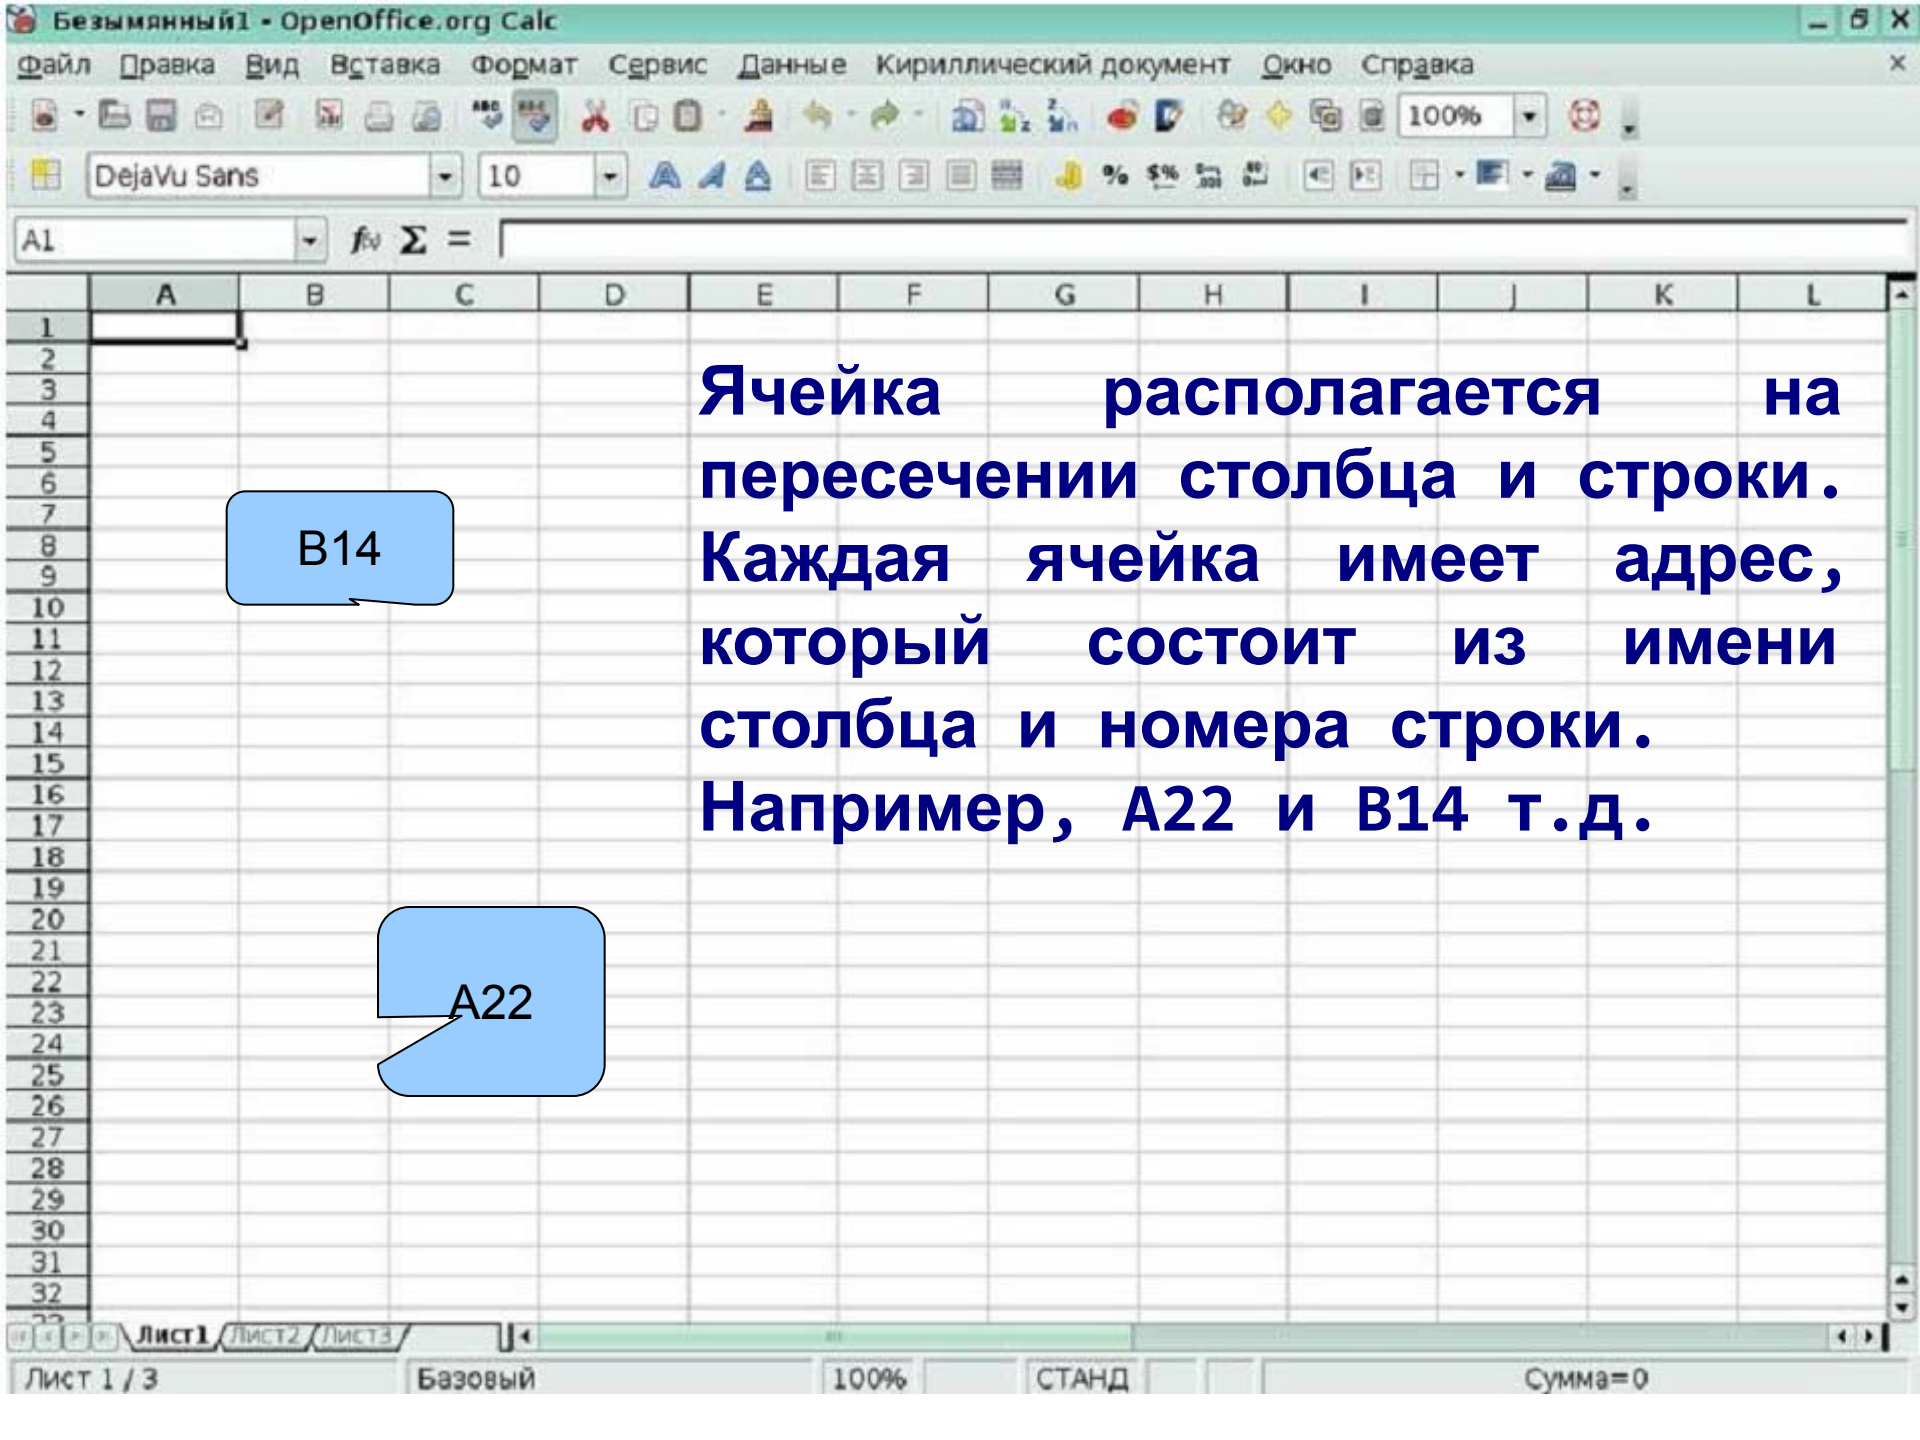 Безымянный1 - OpenOffice.org Calc
Файл Правка Вид Вставка Формат Сервис Данные Кириллический документ Окно Справка
100%
DejaVu Sans 10
A1
A B C D E F G H I J K L
1
2
3
4
5
6
7
8
9
10
11
12
13
14
15
16
17
18
19
20
21
22
23
24
25
26
27
28
29
30
31
32
Ячейка располагается на
пересечении столбца и строки.
Каждая ячейка имеет адрес,
который состоит из имени
столбца и номера строки.
Например, A22 и B14 т.д.
B14
A22
Лист1 Лист2 Лист3
Лист 1 / 3 Базовый 100% СТАНД Сумма=0